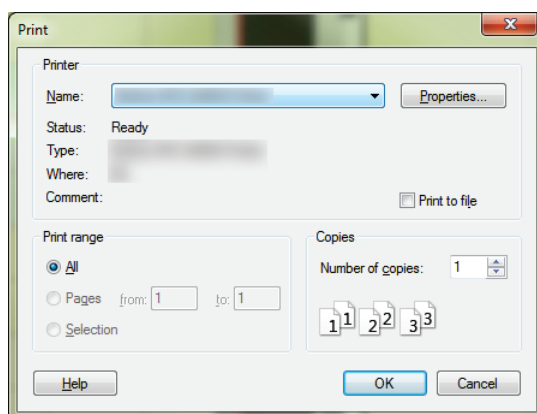 Print
Printer
Name:
Properties...
Status: Ready
Type:
Where:
Comment:
Print to file
Print range
All
Pages from: 1 to: 1
Selection
Copies
Number of copies: 1
1 1 2 2 3 3
Help
OK
Cancel